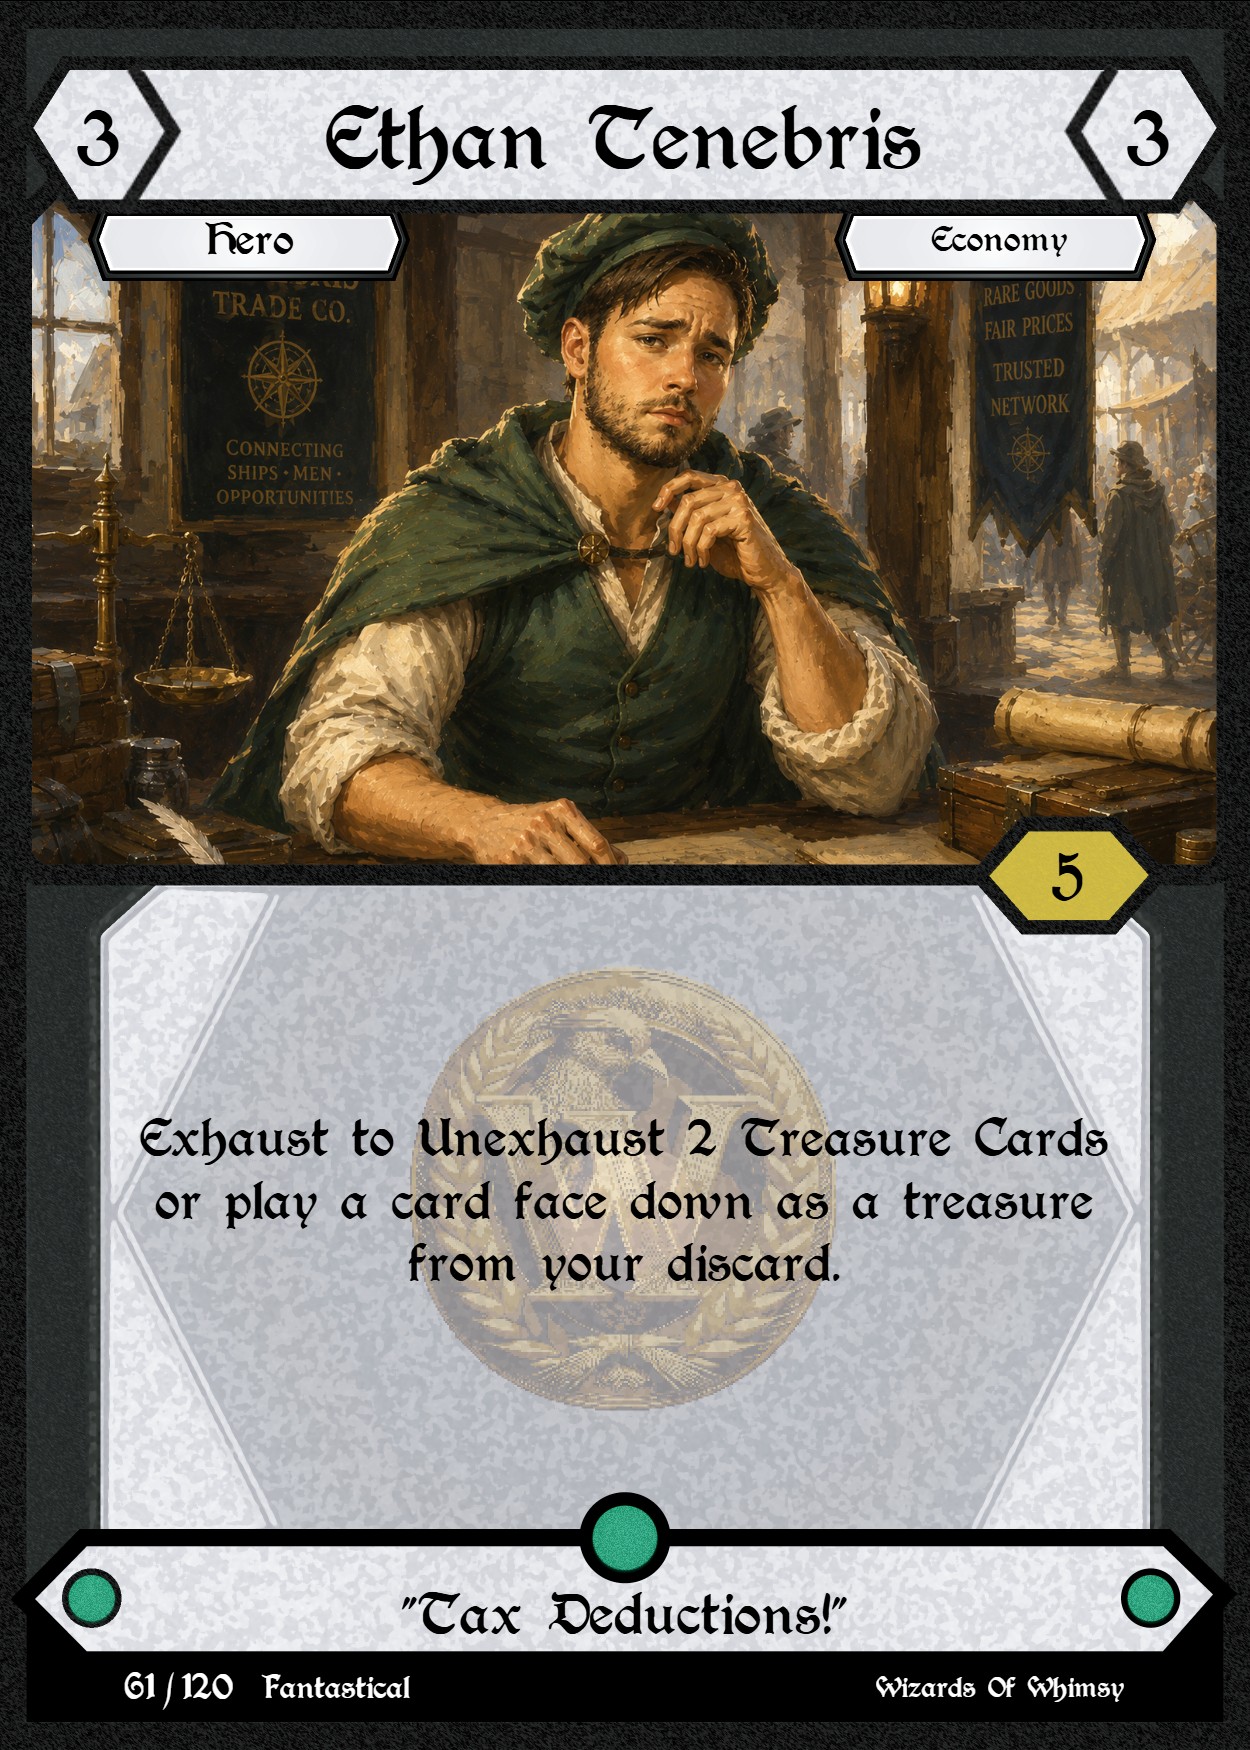 3
Ethan Tenebris
3
Hero
Economy
TRADE CO.
CONNECTING
SHIPS · MEN ·
OPPORTUNITIES
RARE GOODS
FAIR PRICES
TRUSTED
NETWORK
5
Exhaust to Unexhaust 2 Treasure Cards
or play a card face down as a treasure
from your discard.
W
"Tax Deductions!"
61 / 120 Fantastical
Wizards Of Whimsy